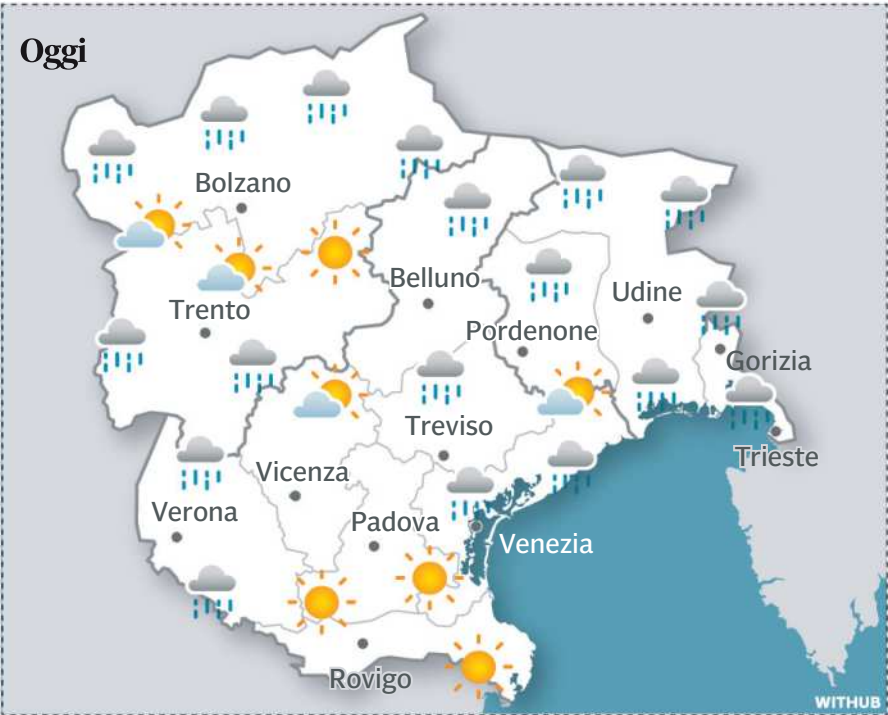 Oggi
Bolzano
Belluno
Udine
Trento
Pordenone
Gorizia
Treviso
Trieste
Vicenza
Verona
Padova
Venezia
Rovigo
WITHUB